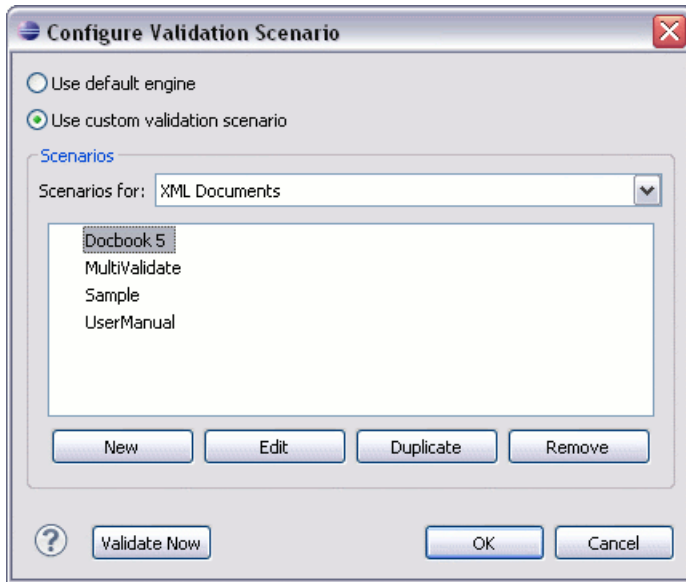 Configure Validation Scenario
Use default engine
Use custom validation scenario
Scenarios
Scenarios for: XML Documents
Docbook 5
MultiValidate
Sample
UserManual
New Edit Duplicate Remove
? Validate Now OK Cancel